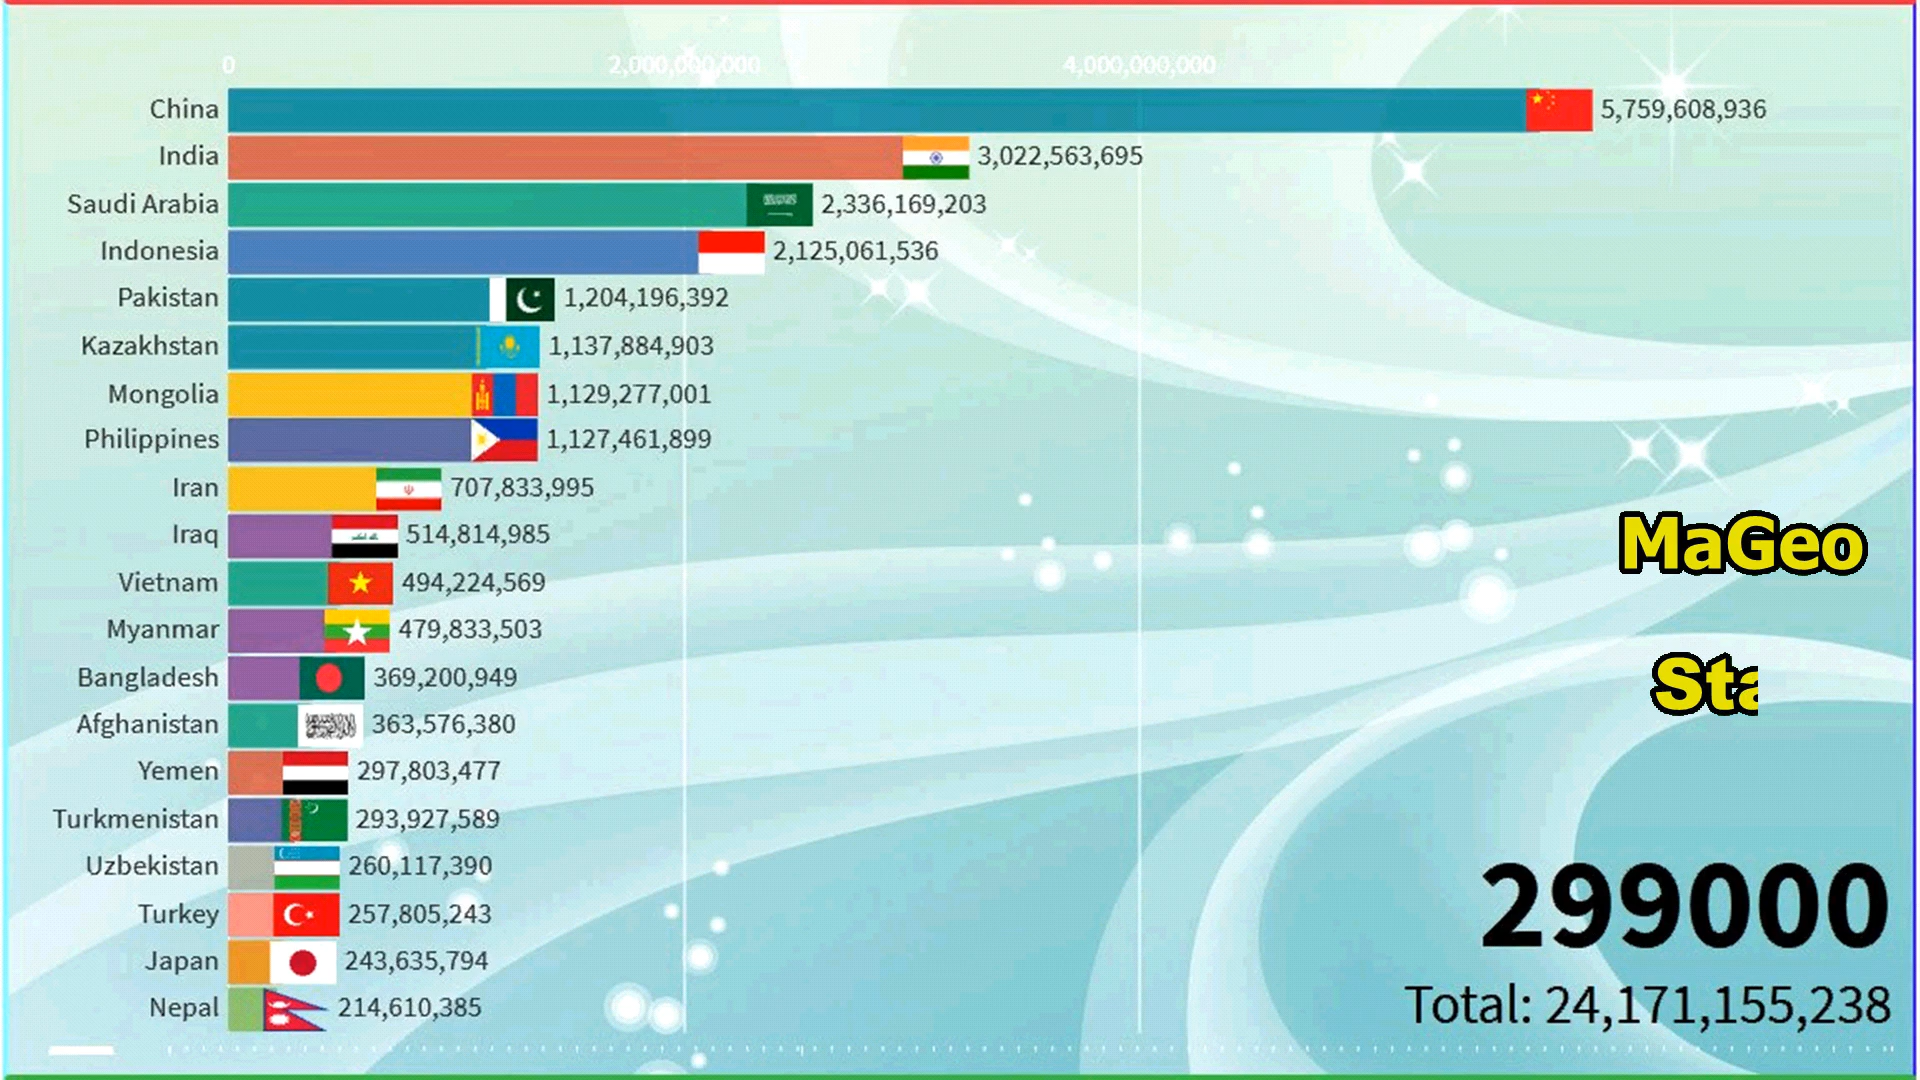 0 2,000,000,000 4,000,000,000
China 5,759,608,936
India 3,022,563,695
Saudi Arabia 2,336,169,203
Indonesia 2,125,061,536
Pakistan 1,204,196,392
Kazakhstan 1,137,884,903
Mongolia 1,129,277,001
Philippines 1,127,461,899
Iran 707,833,995
Iraq 514,814,985
Vietnam 494,224,569
Myanmar 479,833,503
Bangladesh 369,200,949
Afghanistan 363,576,380
Yemen 297,803,477
Turkmenistan 293,927,589
Uzbekistan 260,117,390
Turkey 257,805,243
Japan 243,635,794
Nepal 214,610,385
MaGeo
Sta
299000
Total: 24,171,155,238